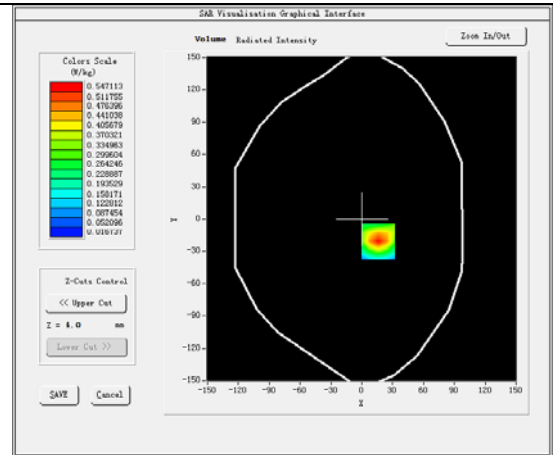 SAR Visualisation Graphical Interface
Volume Radiated Intensity
Zoom In/Out
Colors Scale
(W/kg)
0.547113
0.511755
0.476396
0.441038
0.405679
0.370321
0.334963
0.299604
0.264246
0.228887
0.193529
0.158171
0.122812
0.087454
0.052096
0.016737
150
120
90
60
30
0
-30
-60
-90
-120
-150
Y
-150 -120 -90 -60 -30 0 30 60 90 120 150
X
Z-Cuts Control
<< Upper Cut
Z = 4.0 mm
Lower Cut >>
SAVE Cancel